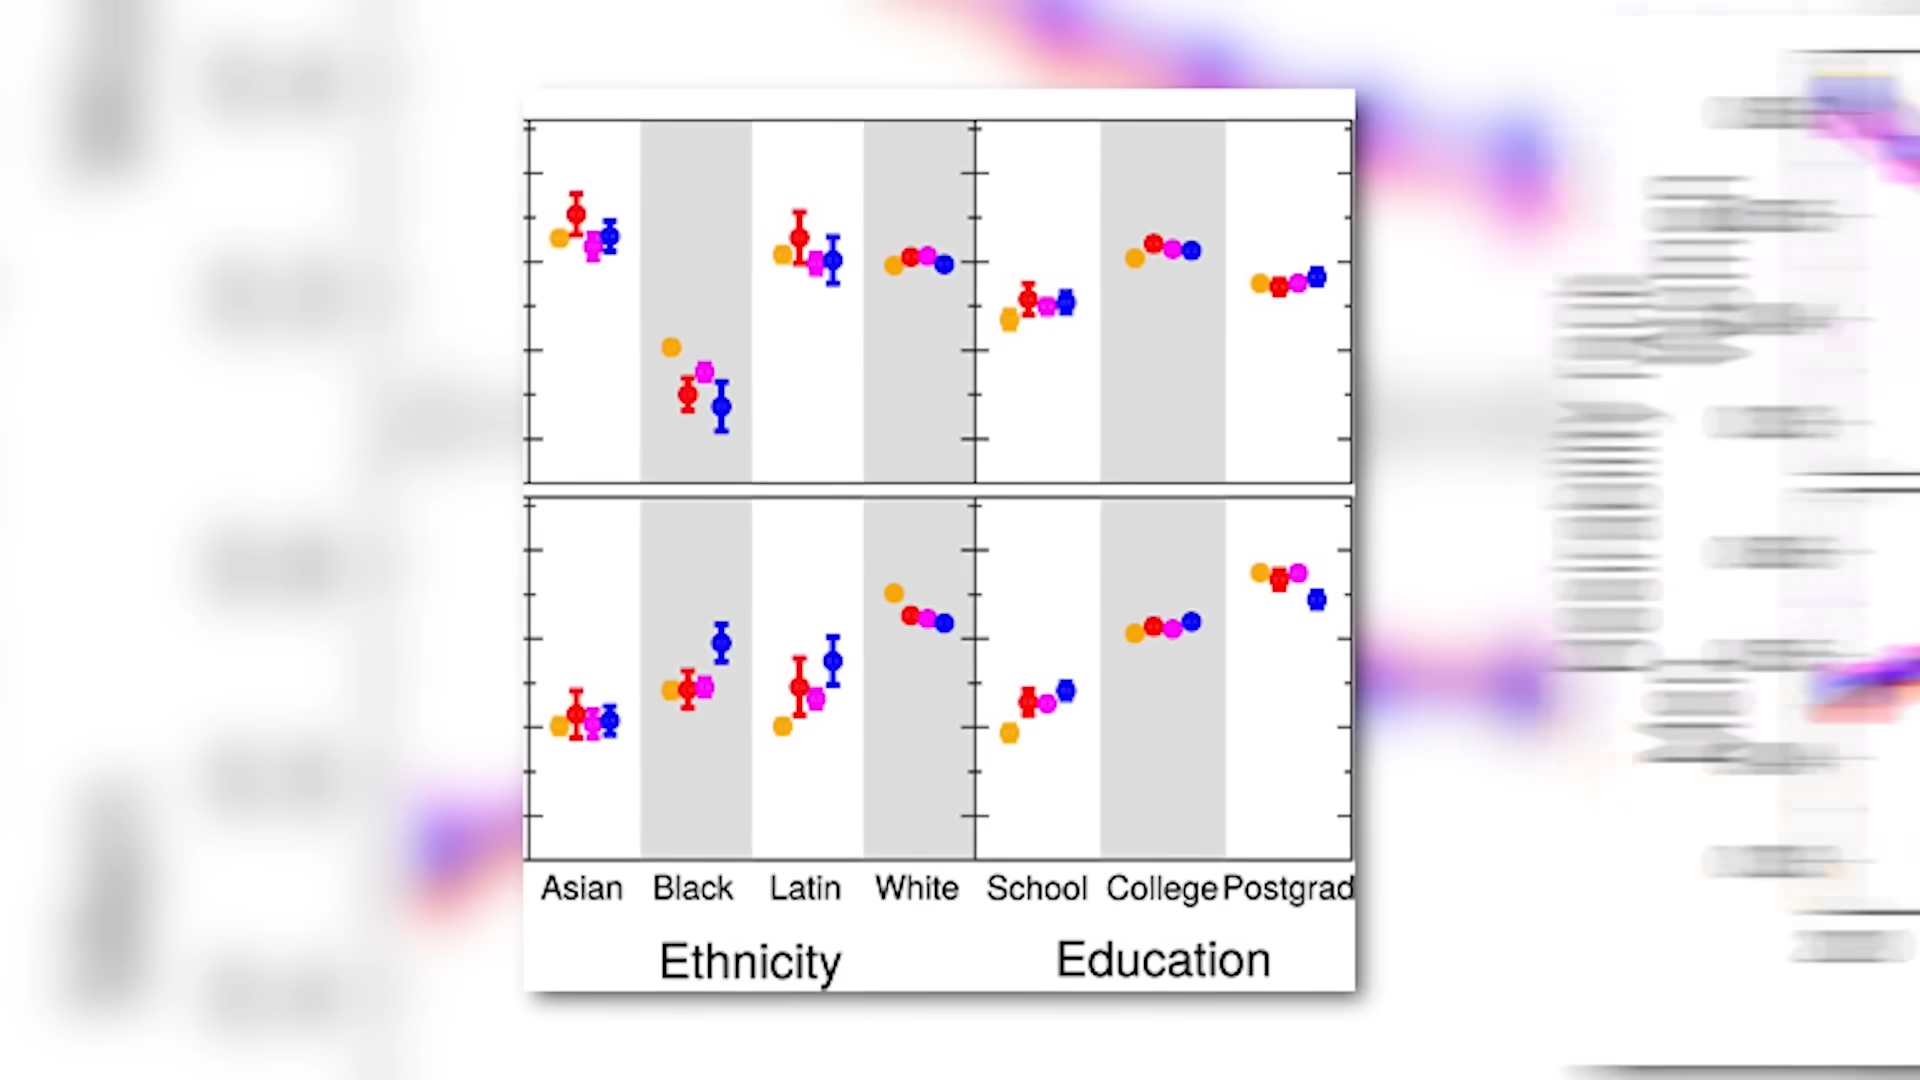 Asian Black Latin White School College Postgrad
Ethnicity Education